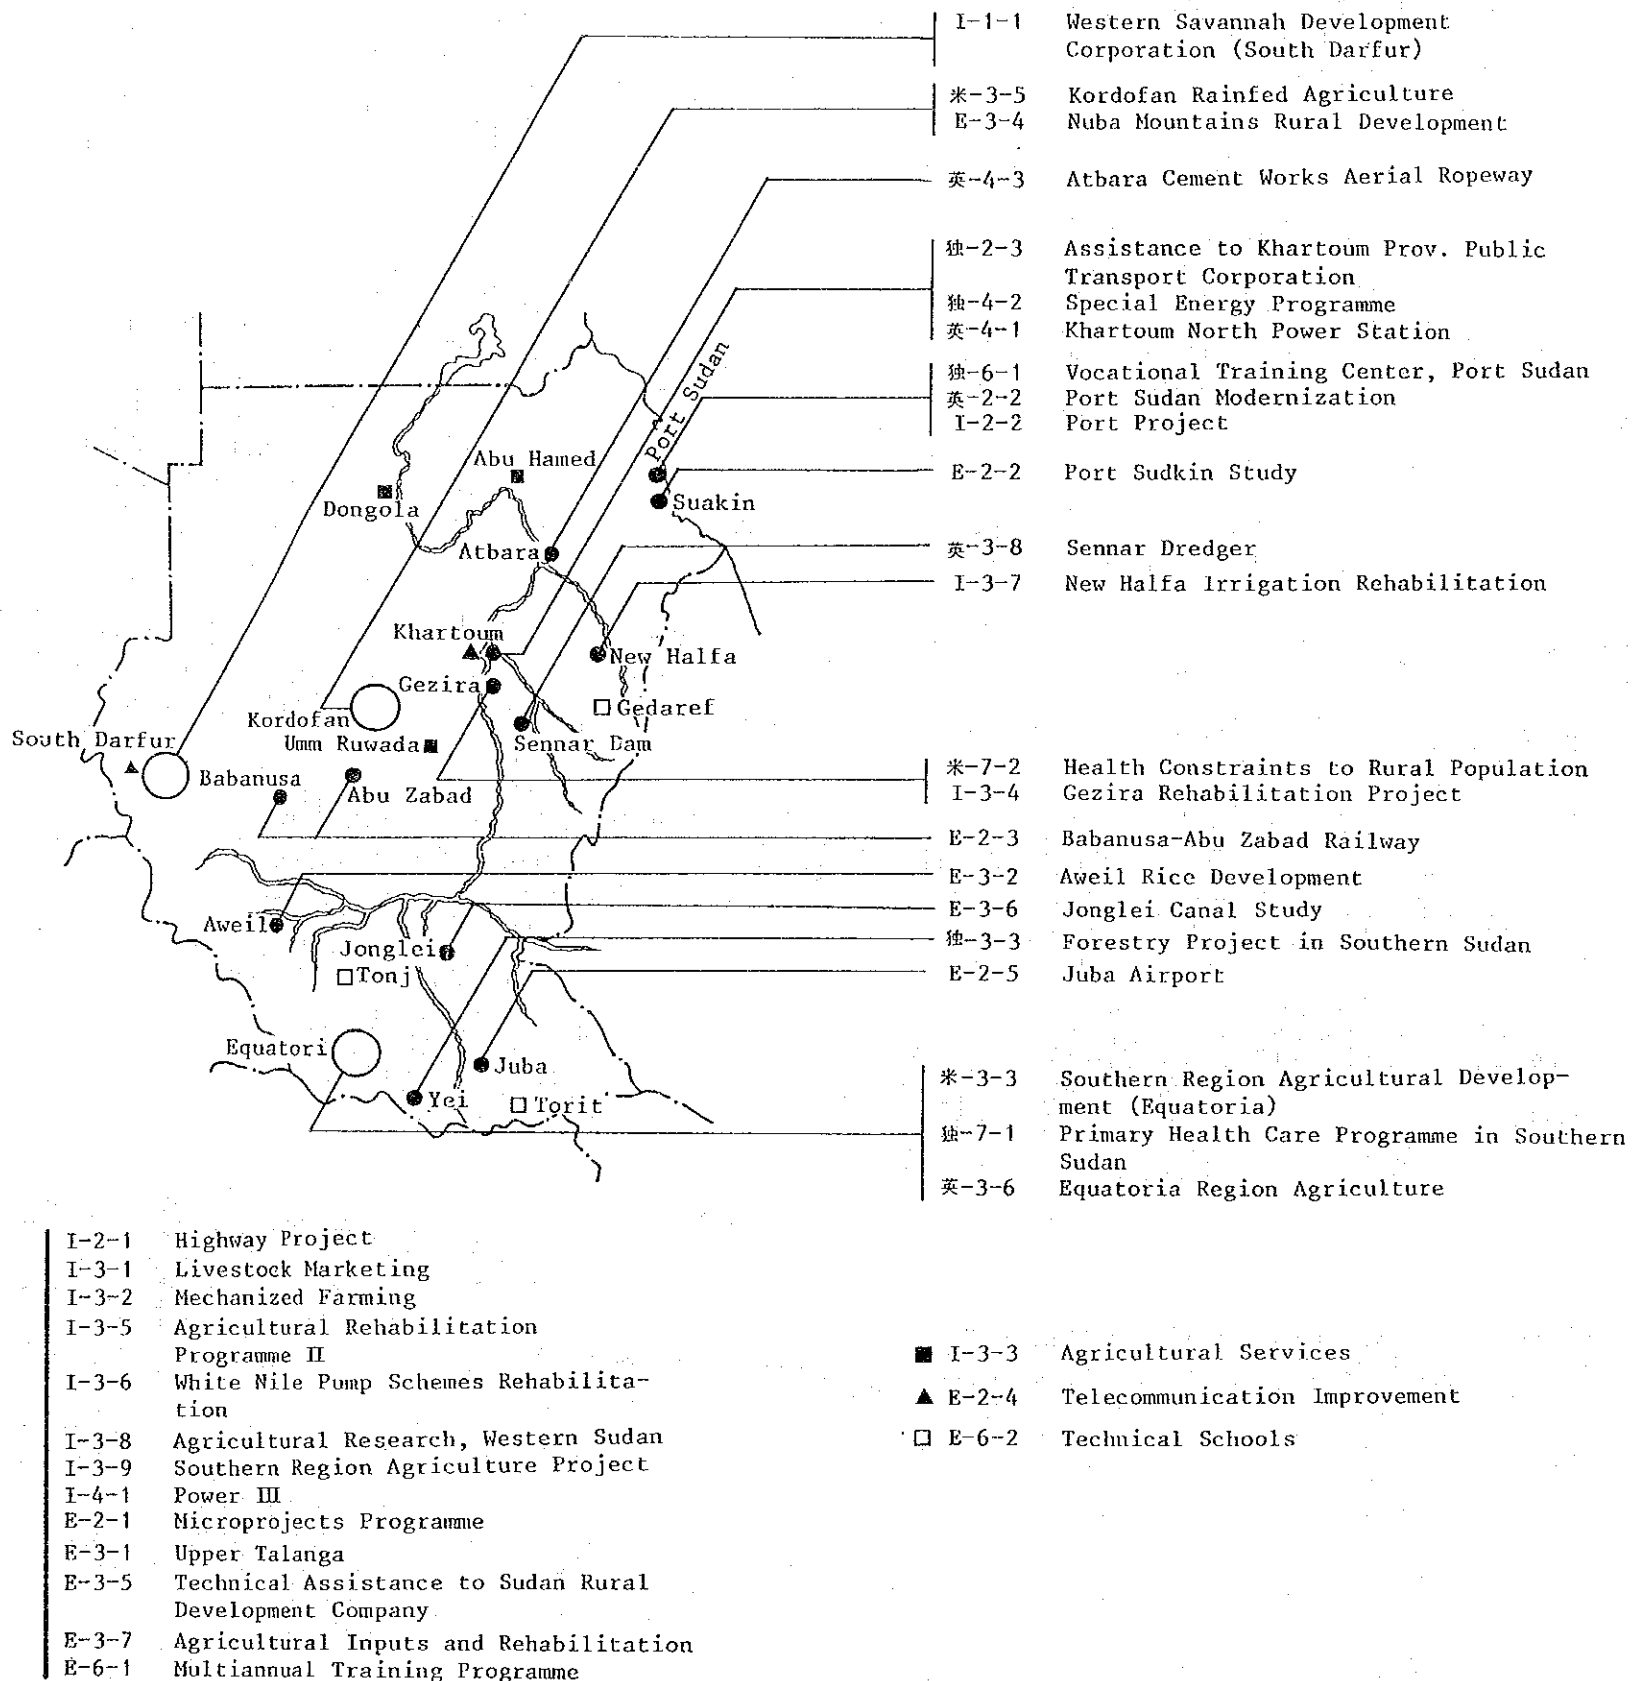 I-1-1 Western Savannah Development
Corporation (South Darfur)
米-3-5 Kordofan Rainfed Agriculture
E-3-4 Nuba Mountains Rural Development
英-4-3 Atbara Cement Works Aerial Ropeway
独-2-3 Assistance to Khartoum Prov. Public
Transport Corporation
独-4-2 Special Energy Programme
英-4-1 Khartoum North Power Station
独-6-1 Vocational Training Center, Port Sudan
英-2-2 Port Sudan Modernization
I-2-2 Port Project
E-2-2 Port Sudkin Study
英-3-8 Sennar Dredger
I-3-7 New Halfa Irrigation Rehabilitation
Port Sudan
Abu Hamed
Dongola
Suakin
Atbara
Khartoum
New Halfa
Gezira
Gedaref
Kordofan
South Darfur
Umm Ruwada
Sennar Dam
Babanusa
Abu Zabad
米-7-2 Health Constraints to Rural Population
I-3-4 Gezira Rehabilitation Project
E-2-3 Babanusa-Abu Zabad Railway
E-3-2 Aweil Rice Development
E-3-6 Jonglei Canal Study
独-3-3 Forestry Project in Southern Sudan
E-2-5 Juba Airport
Aweil
Jonglei
Tonj
Equatori
Juba
Yei
Torit
米-3-3 Southern Region Agricultural Develop-
ment (Equatoria)
独-7-1 Primary Health Care Programme in Southern
Sudan
英-3-6 Equatoria Region Agriculture
I-2-1 Highway Project
I-3-1 Livestock Marketing
I-3-2 Mechanized Farming
I-3-5 Agricultural Rehabilitation
Programme II
I-3-6 White Nile Pump Schemes Rehabilita-
tion
I-3-8 Agricultural Research, Western Sudan
I-3-9 Southern Region Agriculture Project
I-4-1 Power III
E-2-1 Microprojects Programme
E-3-1 Upper Talanga
E-3-5 Technical Assistance to Sudan Rural
Development Company
E-3-7 Agricultural Inputs and Rehabilitation
E-6-1 Multiannual Training Programme
■ I-3-3 Agricultural Services
▲ E-2-4 Telecommunication Improvement
□ E-6-2 Technical Schools